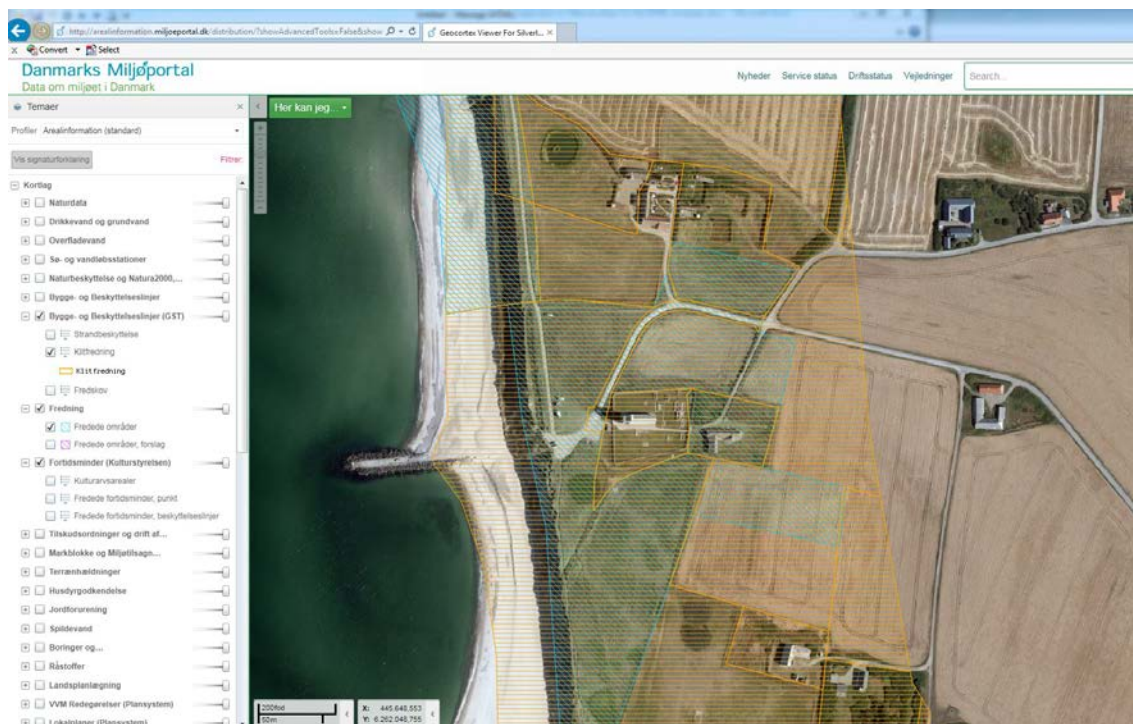 http://arealinformation.miljoeportal.dk/distribution/?showAdvancedTools=False&show
Geocortex Viewer For Silverl...
x Convert Select
Danmarks Miljøportal
Data om miljøet i Danmark
Nyheder Service status Driftsstatus Vejledninger Search...
Temaer
Her kan jeg...
Profiler Arealinformation (standard)
Vis signaturforklaring Filtrer:
Kortlag
Naturdata
Drikkevand og grundvand
Overfladevand
Sø- og vandløbsstationer
Naturbeskyttelse og Natura2000,...
Bygge- og Beskyttelseslinjer
Bygge- og Beskyttelseslinjer (GST)
Strandbeskyttelse
Klitfredning
Klitfredning
Fredskov
Fredning
Fredede områder
Fredede områder, forslag
Fortidsminder (Kulturstyrelsen)
Kulturarvsarealer
Fredede fortidsminder, punkt
Fredede fortidsminder, beskyttelseslinjer
Tilskudsordninger og drift af...
Markblokke og Miljøtilsagn...
Terrænhældninger
Husdyrgodkendelse
Jordforurening
Spildevand
Boringer og...
Råstoffer
Landsplanlægning
VVM Redegørelser (Plansystem)
Lokalplaner (Plansystem)
200fod
50m
X: 445.648,553
Y: 6.262.048,755